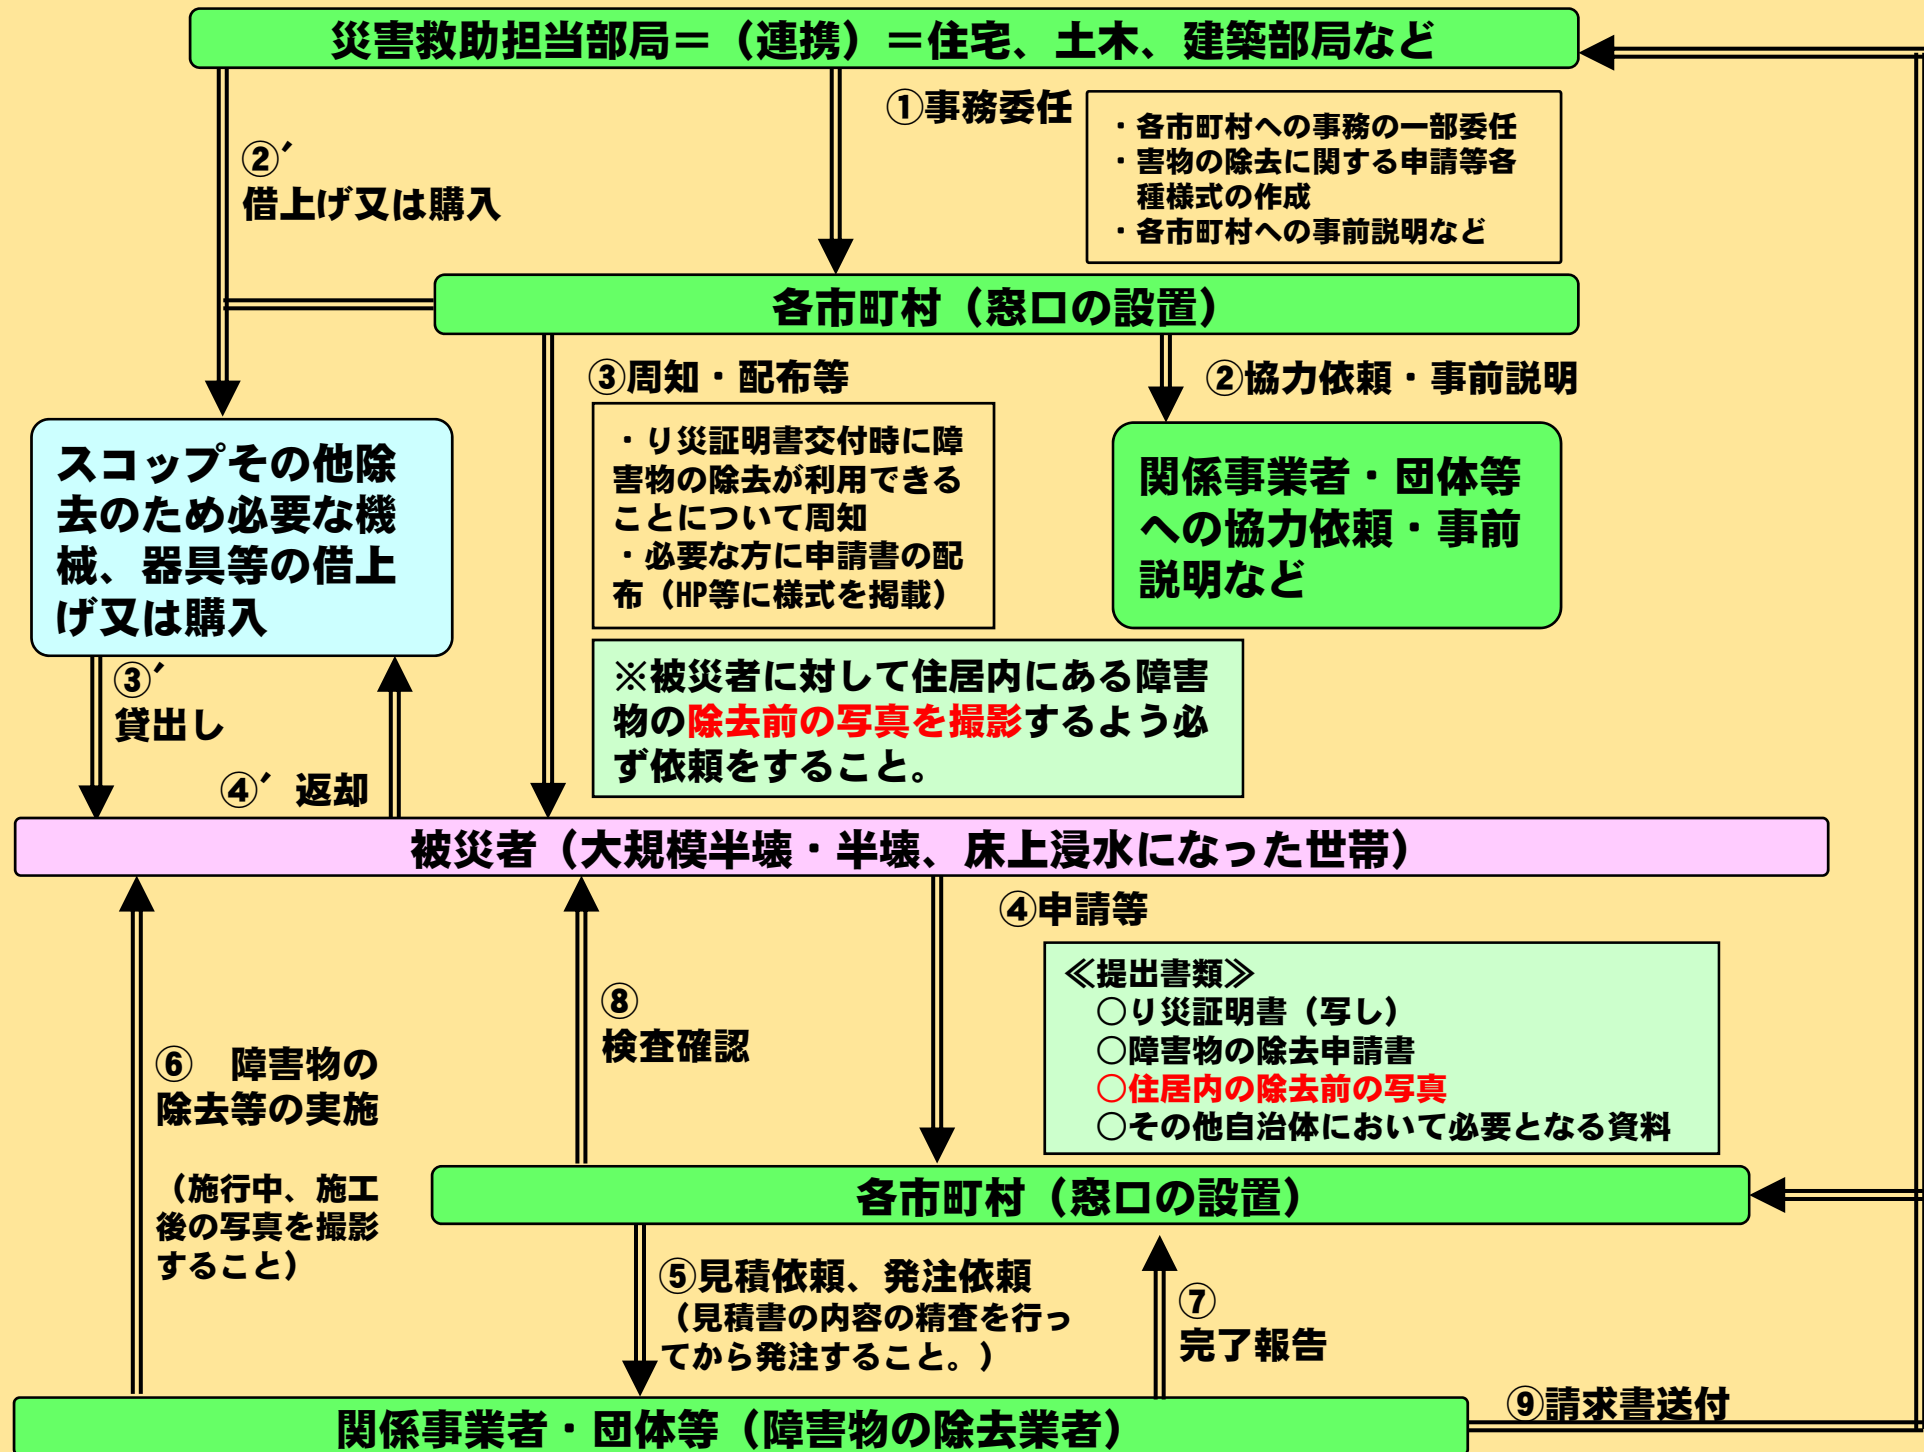 災害救助担当部局＝（連携）＝住宅、土木、建築部局など
①事務委任
・各市町村への事務の一部委任
・害物の除去に関する申請等各
種様式の作成
・各市町村への事前説明など
②′
借上げ又は購入
各市町村（窓口の設置）
③周知・配布等
②協力依頼・事前説明
・り災証明書交付時に障
害物の除去が利用できる
ことについて周知
・必要な方に申請書の配
布（HP等に様式を掲載）
スコップその他除
去のため必要な機
械、器具等の借上
げ又は購入
関係事業者・団体等
への協力依頼・事前
説明など
※被災者に対して住居内にある障害
物の除去前の写真を撮影するよう必
ず依頼をすること。
③′
貸出し
④′返却
被災者（大規模半壊・半壊、床上浸水になった世帯）
④申請等
≪提出書類≫
○り災証明書（写し）
○障害物の除去申請書
○住居内の除去前の写真
○その他自治体において必要となる資料
⑧
検査確認
⑥　障害物の
除去等の実施
（施行中、施工
後の写真を撮影
すること）
各市町村（窓口の設置）
⑤見積依頼、発注依頼
（見積書の内容の精査を行っ
てから発注すること。）
⑦
完了報告
⑨請求書送付
関係事業者・団体等（障害物の除去業者）